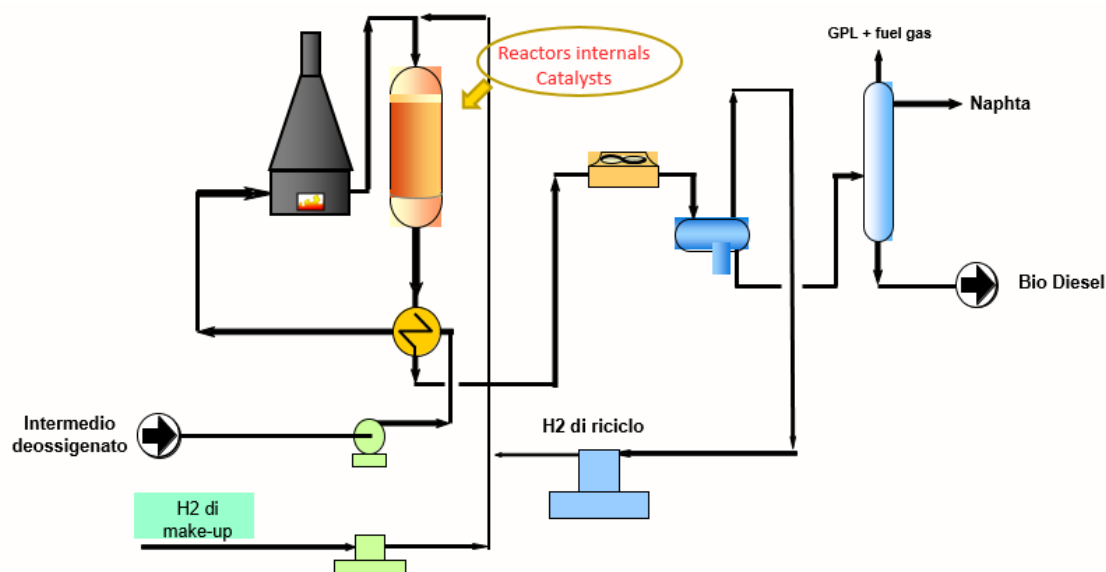 GPL + fuel gas
Reactors internals
Catalysts
Naphta
Bio Diesel
Intermedio
deossigenato
H2 di riciclo
H2 di
make-up